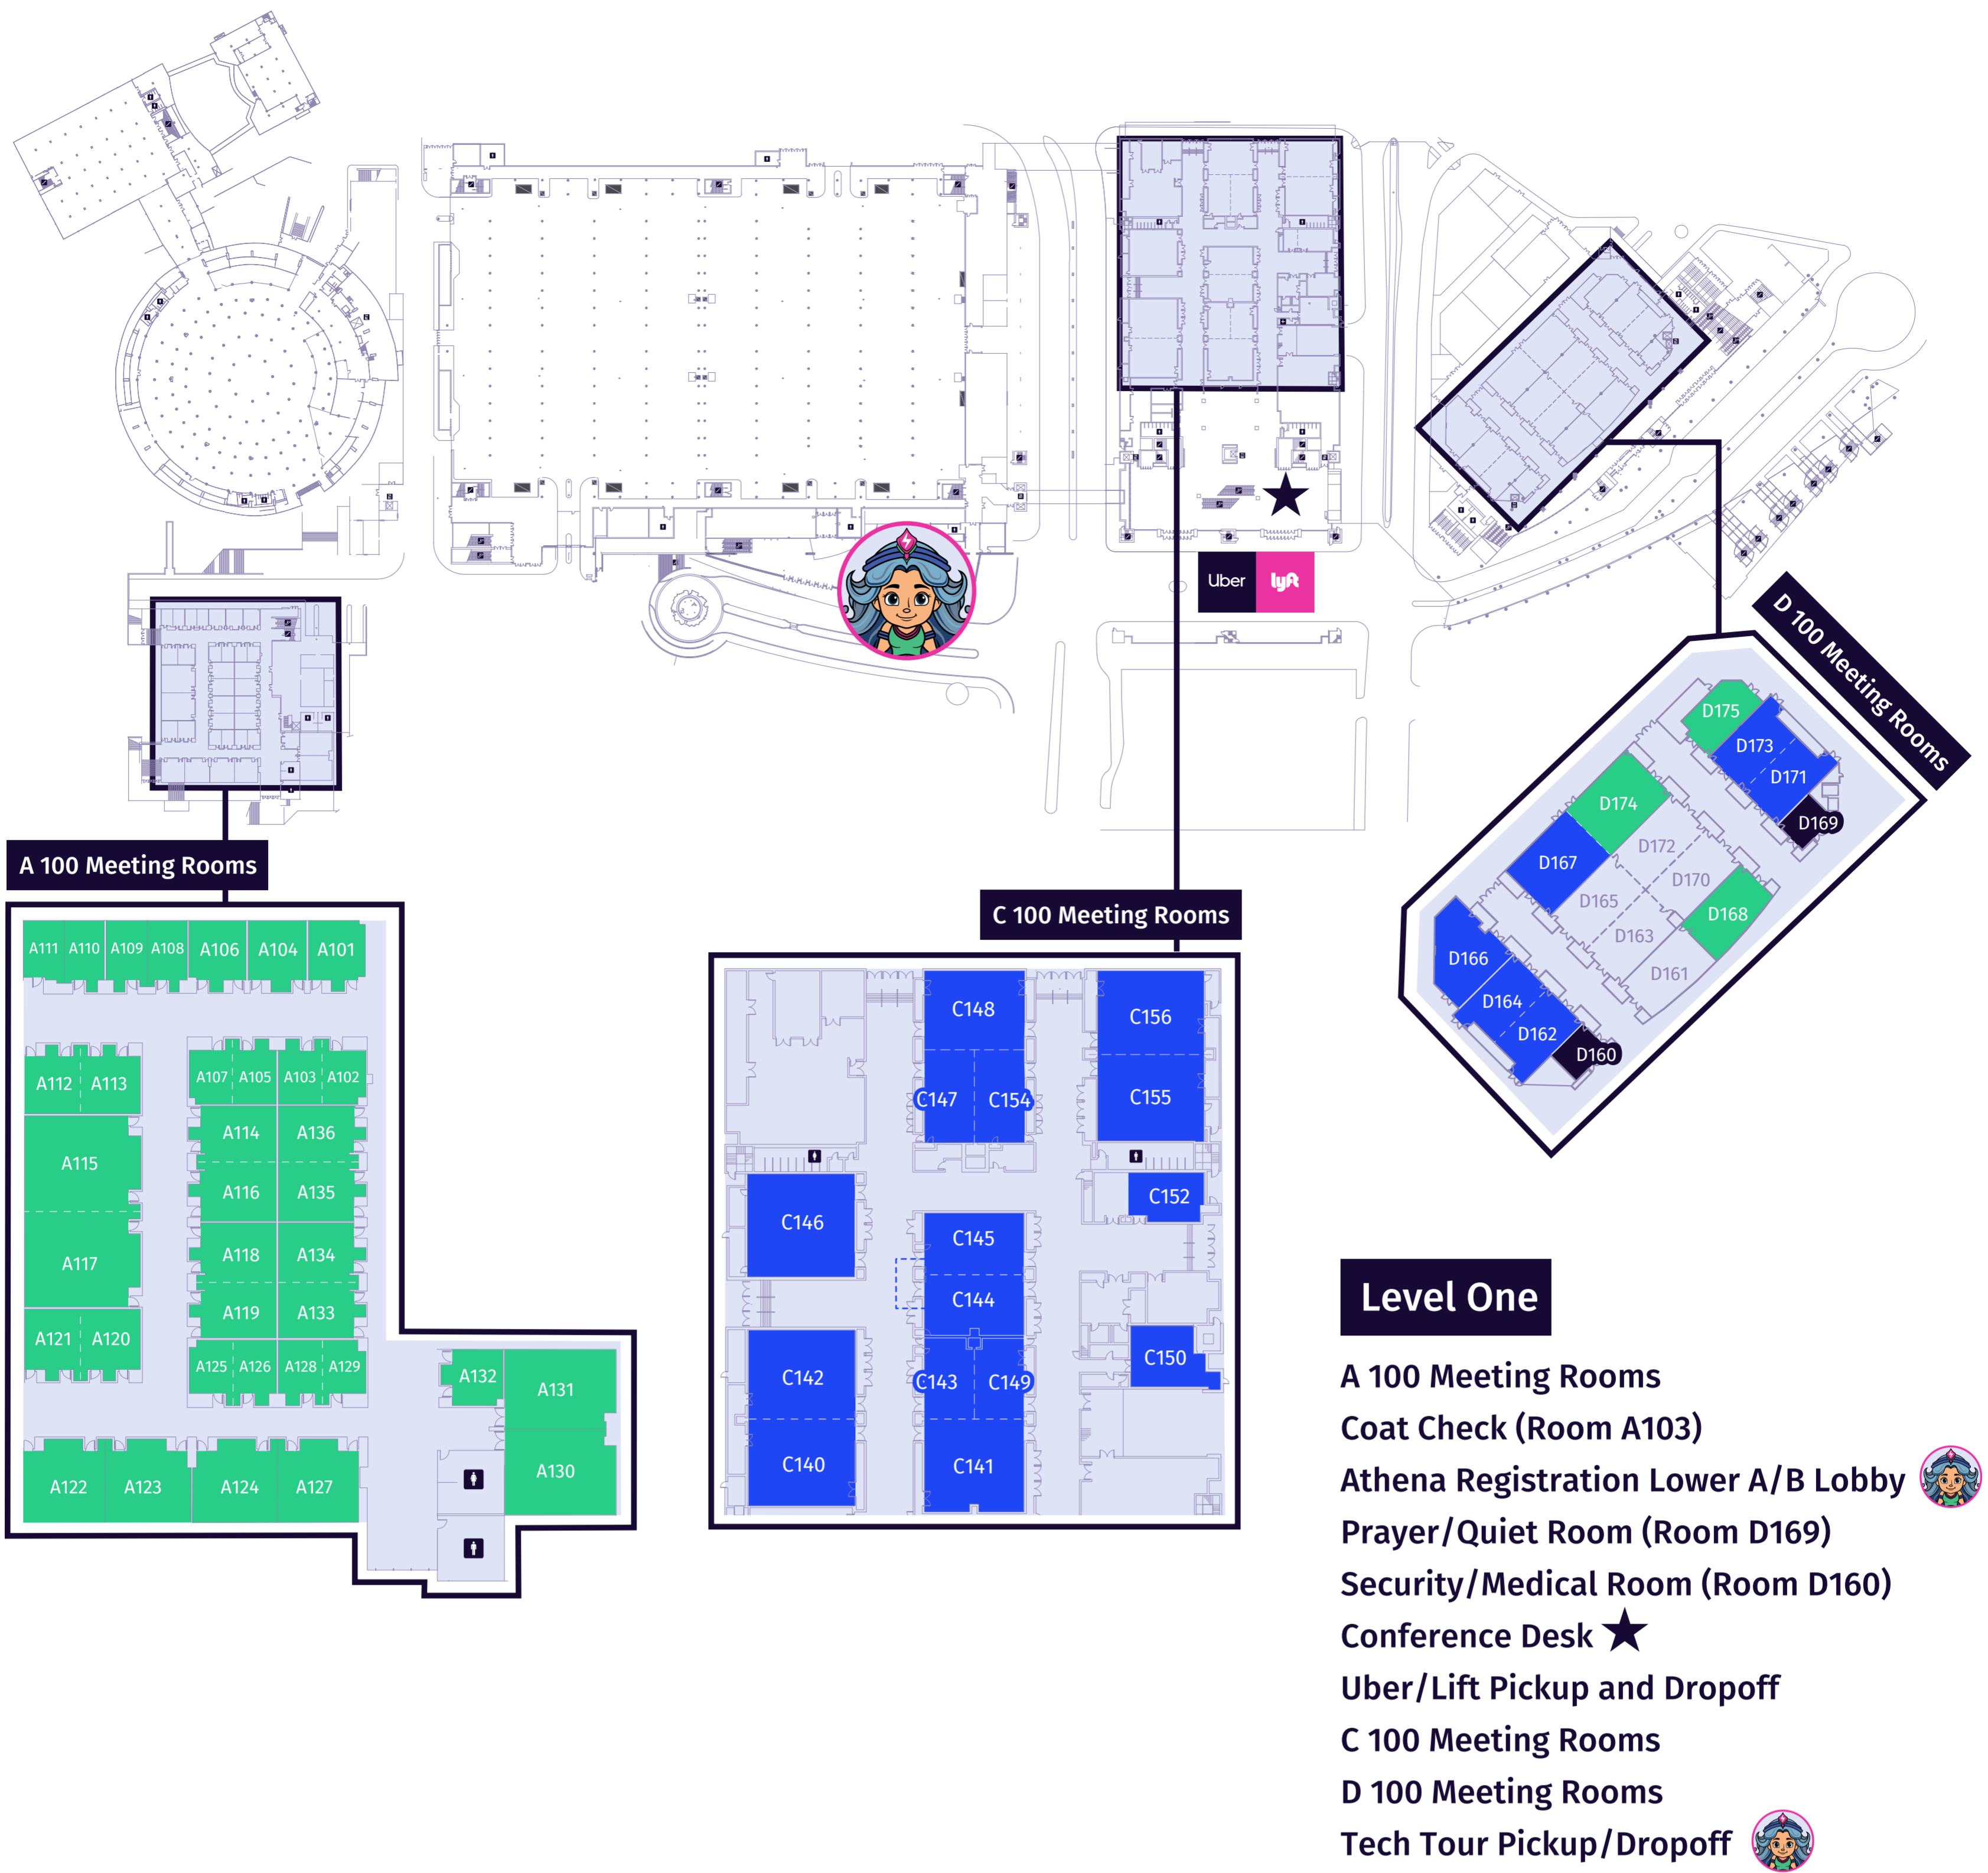 Uber lyft
D 100 Meeting Rooms
A 100 Meeting Rooms
C 100 Meeting Rooms
D175
D173
D171
D169
D174
D172
D170
D168
D167
D165
D163
D161
D166
D164
D162
D160
A111 A110 A109 A108 A106 A104 A101
A112 A113
A107 A105 A103 A102
A114 A136
A115
A116 A135
A117
A118 A134
A119 A133
A121 A120
A125 A126 A128 A129
A132 A131
A130
A122 A123 A124 A127
C148 C156
C147 C154 C155
C146 C152
C145
C144
C142 C143 C149 C150
C140 C141
Level One
A 100 Meeting Rooms
Coat Check (Room A103)
Athena Registration Lower A/B Lobby
Prayer/Quiet Room (Room D169)
Security/Medical Room (Room D160)
Conference Desk
Uber/Lift Pickup and Dropoff
C 100 Meeting Rooms
D 100 Meeting Rooms
Tech Tour Pickup/Dropoff